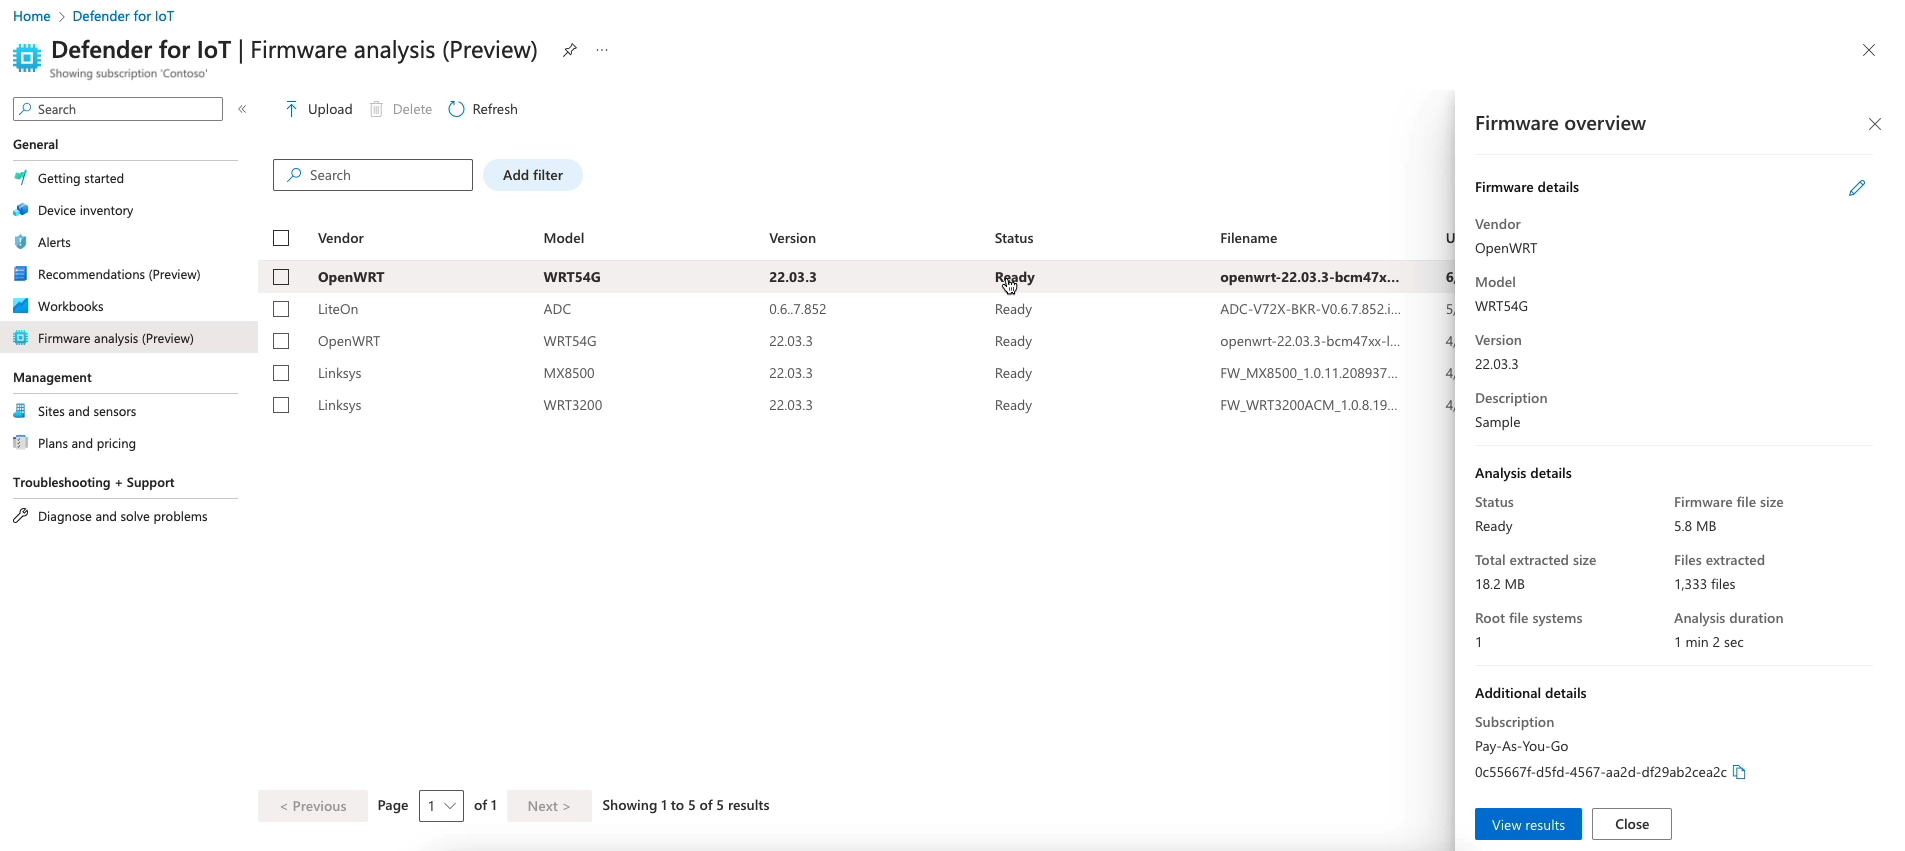 Home > Defender for IoT
Defender for IoT | Firmware analysis (Preview) ...
Showing subscription 'Contoso'
Search «
General
Getting started
Device inventory
Alerts
Recommendations (Preview)
Workbooks
Firmware analysis (Preview)
Management
Sites and sensors
Plans and pricing
Troubleshooting + Support
Diagnose and solve problems
Upload Delete Refresh
Search Add filter
Vendor Model Version Status Filename U
OpenWRT WRT54G 22.03.3 Ready openwrt-22.03.3-bcm47x... 6,
LiteOn ADC 0.6..7.852 Ready ADC-V72X-BKR-V0.6.7.852.i... 5,
OpenWRT WRT54G 22.03.3 Ready openwrt-22.03.3-bcm47xx-l... 4,
Linksys MX8500 22.03.3 Ready FW_MX8500_1.0.11.208937... 4,
Linksys WRT3200 22.03.3 Ready FW_WRT3200ACM_1.0.8.19... 4,
< Previous Page 1 of 1 Next > Showing 1 to 5 of 5 results
Firmware overview
Firmware details
Vendor
OpenWRT
Model
WRT54G
Version
22.03.3
Description
Sample
Analysis details
Status Firmware file size
Ready 5.8 MB
Total extracted size Files extracted
18.2 MB 1,333 files
Root file systems Analysis duration
1 1 min 2 sec
Additional details
Subscription
Pay-As-You-Go
0c55667f-d5fd-4567-aa2d-df29ab2cea2c
View results Close